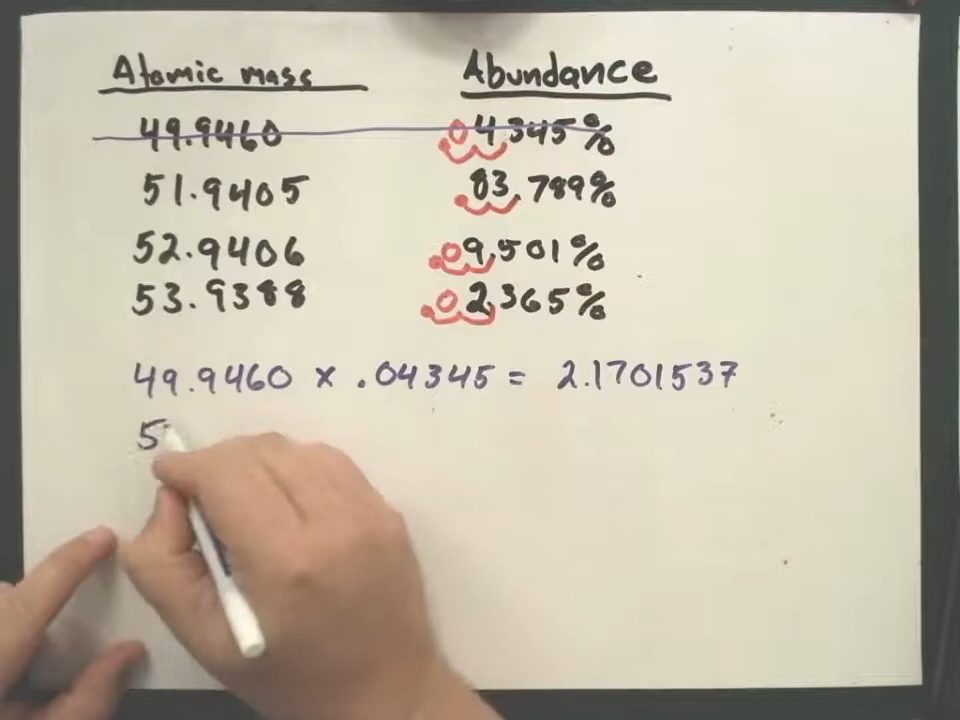 Atomic mass Abundance
49.9460 04.345%
51.9405 83.789%
52.9406 09.501%
53.9388 02.365%
49.9460 x .04345 = 2.1701537
5